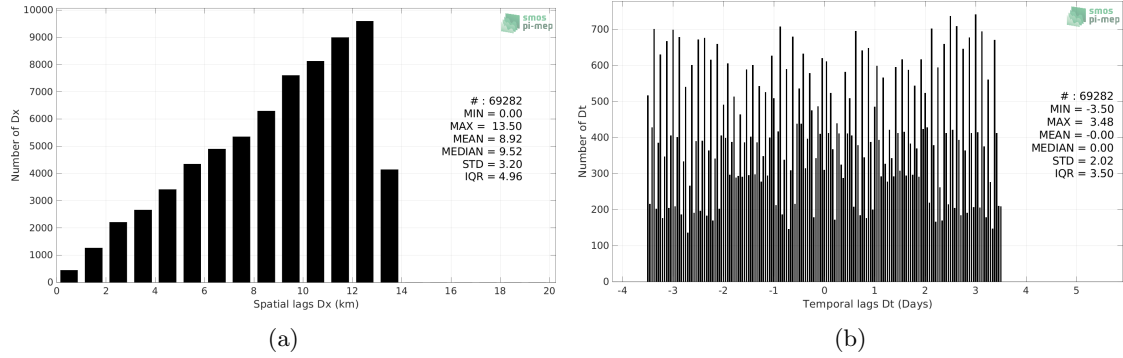 10000
9000
8000
7000
6000
5000
4000
3000
2000
1000
0
Number of Dx
smos
pi-mep
# : 69282
MIN = 0.00
MAX = 13.50
MEAN = 8.92
MEDIAN = 9.52
STD = 3.20
IQR = 4.96
0 2 4 6 8 10 12 14 16 18 20
Spatial lags Dx (km)
(a)
700
600
500
400
300
200
100
0
Number of Dt
smos
pi-mep
# : 69282
MIN = -3.50
MAX = 3.48
MEAN = -0.00
MEDIAN = 0.00
STD = 2.02
IQR = 3.50
-4 -3 -2 -1 0 1 2 3 4 5
Temporal lags Dt (Days)
(b)